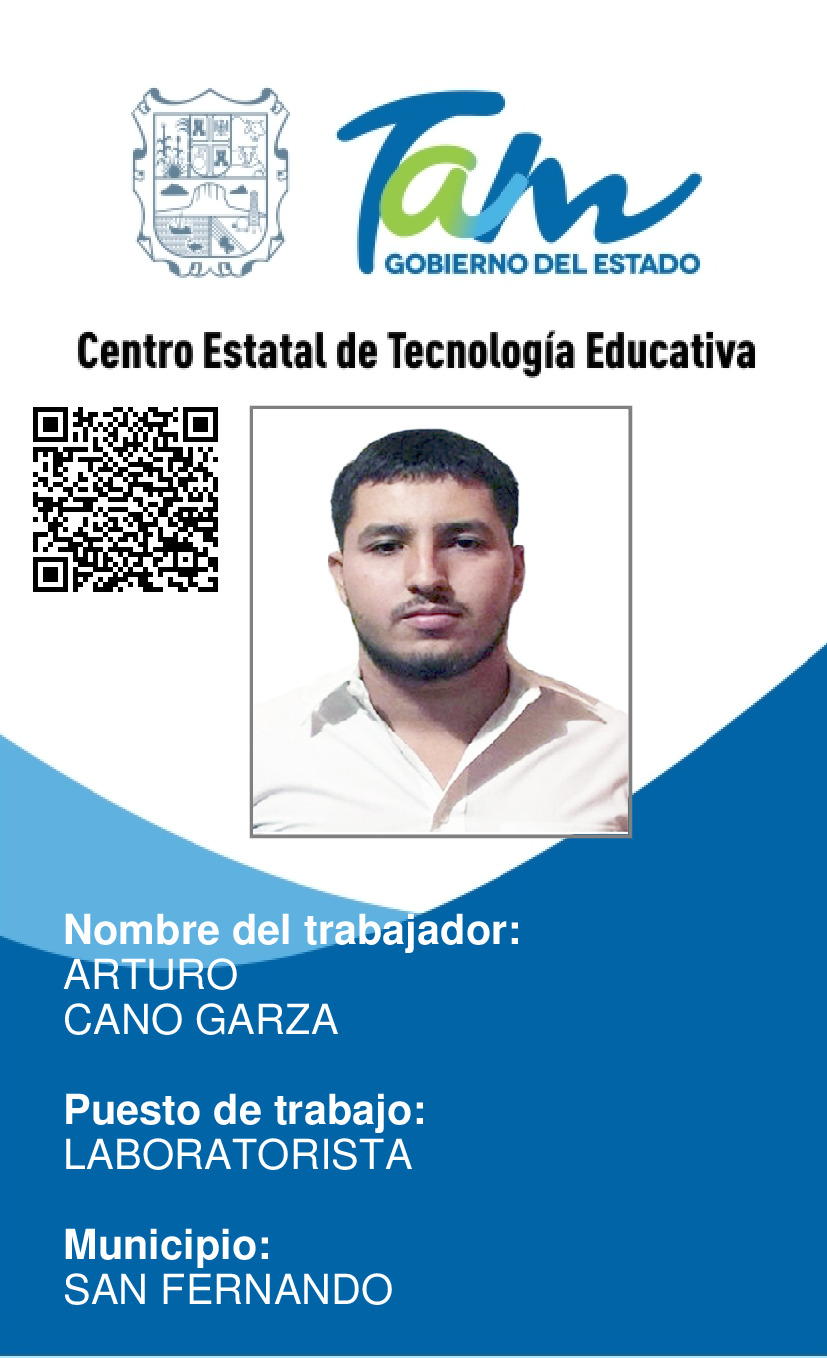 Tam
GOBIERNO DEL ESTADO
Centro Estatal de Tecnología Educativa
Nombre del trabajador:
ARTURO
CANO GARZA
Puesto de trabajo:
LABORATORISTA
Municipio:
SAN FERNANDO